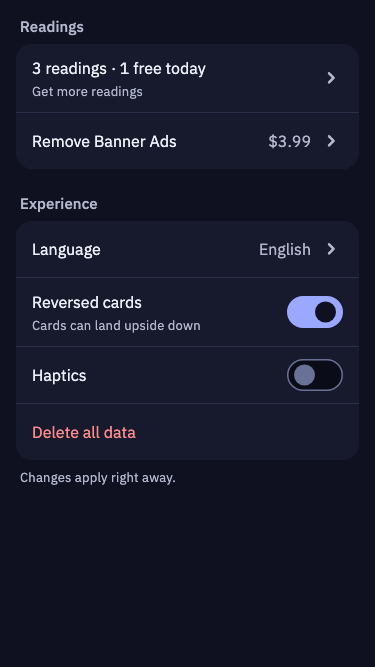 Readings
3 readings · 1 free today
Get more readings
Remove Banner Ads $3.99
Experience
Language English
Reversed cards
Cards can land upside down
Haptics
Delete all data
Changes apply right away.